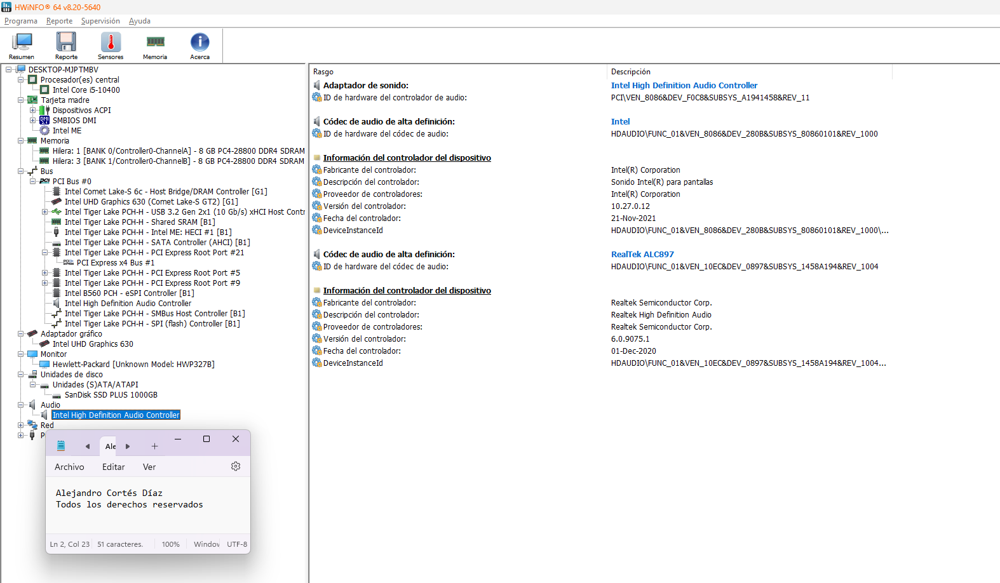 HWiNFO® 64 v8.20-5640
Programa Reporte Supervisión Ayuda
Resumen Reporte Sensores Memoria Acerca
DESKTOP-MJPTMBV
Procesador(es) central
Intel Core i5-10400
Tarjeta madre
Dispositivos ACPI
SMBIOS DMI
Intel ME
Memoria
Hilera: 1 [BANK 0/Controller0-ChannelA] - 8 GB PC4-28800 DDR4 SDRAM
Hilera: 3 [BANK 1/Controller0-ChannelB] - 8 GB PC4-28800 DDR4 SDRAM
Bus
PCI Bus #0
Intel Comet Lake-S 6c - Host Bridge/DRAM Controller [G1]
Intel UHD Graphics 630 (Comet Lake-S GT2) [G1]
Intel Tiger Lake PCH-H - USB 3.2 Gen 2x1 (10 Gb/s) xHCI Host Contr
Intel Tiger Lake PCH-H - Shared SRAM [B1]
Intel Tiger Lake PCH-H - Intel ME: HECI #1 [B1]
Intel Tiger Lake PCH-H - SATA Controller (AHCI) [B1]
Intel Tiger Lake PCH-H - PCI Express Root Port #21
PCI Express x4 Bus #1
Intel Tiger Lake PCH-H - PCI Express Root Port #5
Intel Tiger Lake PCH-H - PCI Express Root Port #9
Intel B560 PCH - eSPI Controller [B1]
Intel High Definition Audio Controller
Intel Tiger Lake PCH-H - SMBus Host Controller [B1]
Intel Tiger Lake PCH-H - SPI (flash) Controller [B1]
Adaptador gráfico
Intel UHD Graphics 630
Monitor
Hewlett-Packard [Unknown Model: HWP327B]
Unidades de disco
Unidades (S)ATA/ATAPI
SanDisk SSD PLUS 1000GB
Audio
Intel High Definition Audio Controller
Red
P
Rasgo Descripción
Adaptador de sonido: Intel High Definition Audio Controller
ID de hardware del controlador de audio: PCI\VEN_8086&DEV_F0C8&SUBSYS_A1941458&REV_11
Códec de audio de alta definición: Intel
ID de hardware del códec de audio: HDAUDIO\FUNC_01&VEN_8086&DEV_280B&SUBSYS_80860101&REV_1000
Información del controlador del dispositivo
Fabricante del controlador: Intel(R) Corporation
Descripción del controlador: Sonido Intel(R) para pantallas
Proveedor de controladores: Intel(R) Corporation
Versión del controlador: 10.27.0.12
Fecha del controlador: 21-Nov-2021
DeviceInstanceId HDAUDIO\FUNC_01&VEN_8086&DEV_280B&SUBSYS_80860101&REV_1000\...
Códec de audio de alta definición: RealTek ALC897
ID de hardware del códec de audio: HDAUDIO\FUNC_01&VEN_10EC&DEV_0897&SUBSYS_1458A194&REV_1004
Información del controlador del dispositivo
Fabricante del controlador: Realtek Semiconductor Corp.
Descripción del controlador: Realtek High Definition Audio
Proveedor de controladores: Realtek Semiconductor Corp.
Versión del controlador: 6.0.9075.1
Fecha del controlador: 01-Dec-2020
DeviceInstanceId HDAUDIO\FUNC_01&VEN_10EC&DEV_0897&SUBSYS_1458A194&REV_1004...
Ale
Archivo Editar Ver
Alejandro Cortés Díaz
Todos los derechos reservados
Ln 2, Col 23 51 caracteres. 100% Window UTF-8